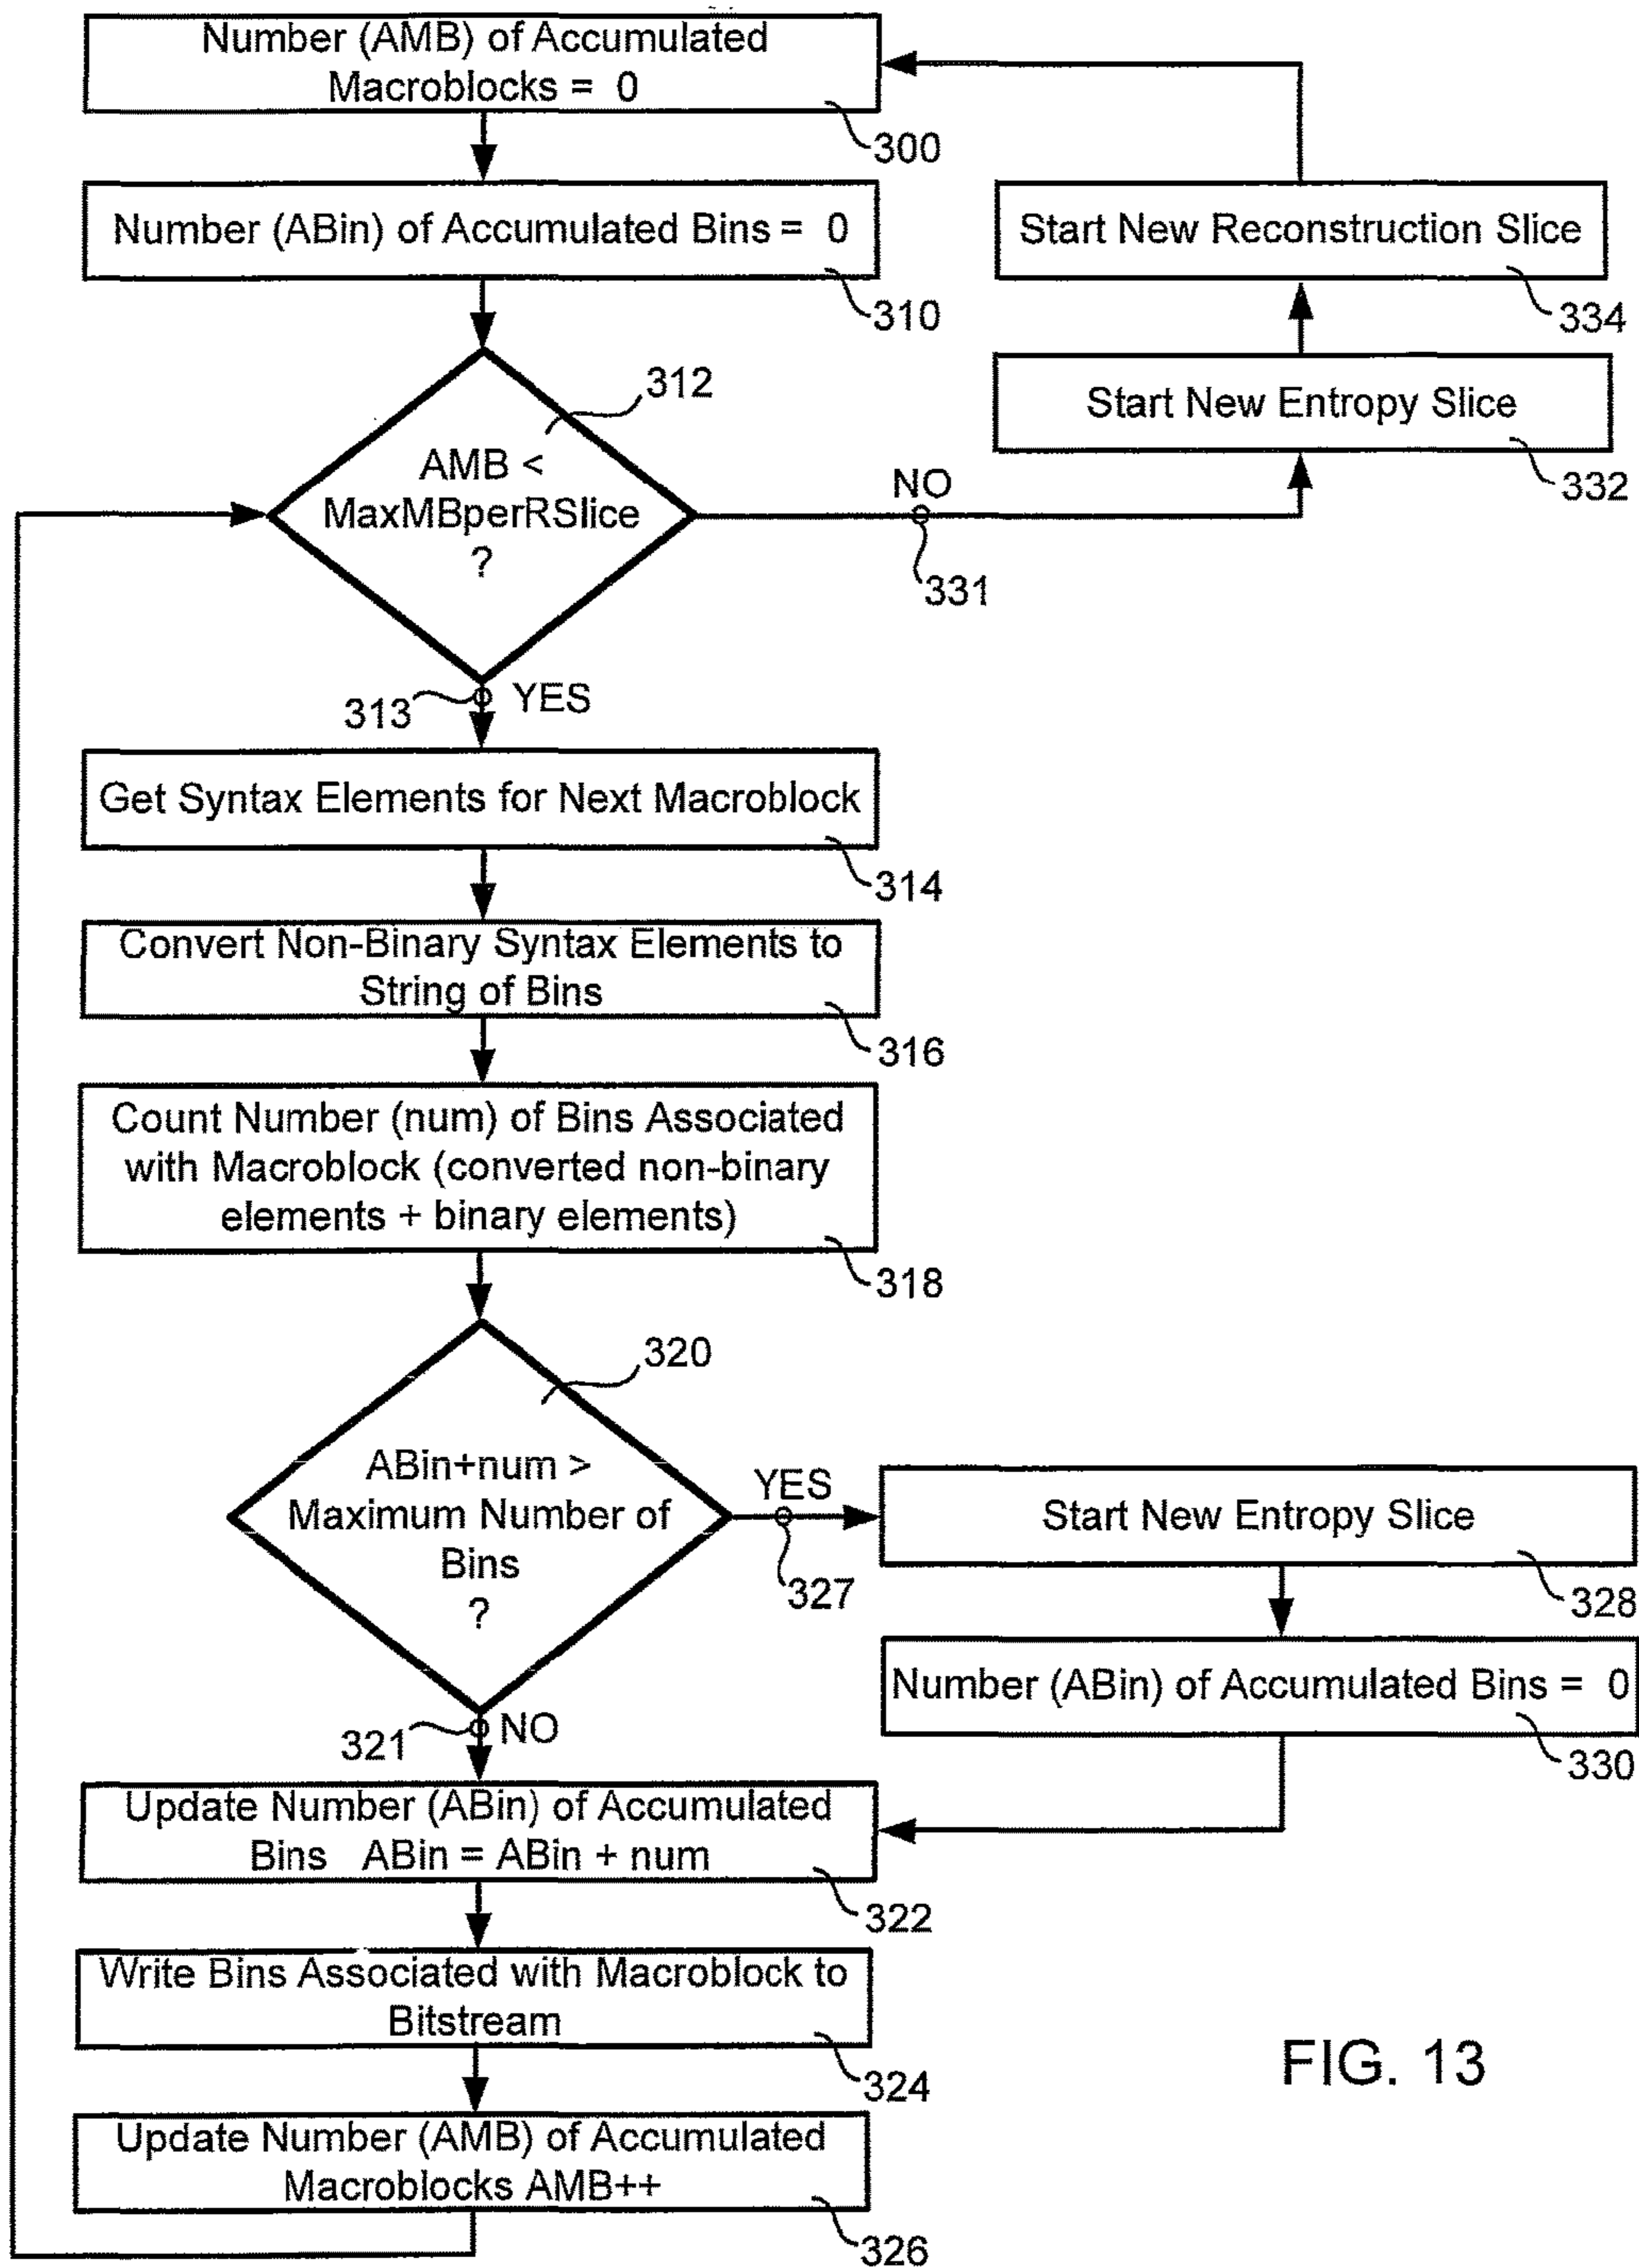 Number (AMB) of Accumulated
Macroblocks = 0
300
Number (ABin) of Accumulated Bins = 0
310
Start New Reconstruction Slice
334
Start New Entropy Slice
332
312
AMB <
MaxMBperRSlice
?
NO
331
313
YES
Get Syntax Elements for Next Macroblock
314
Convert Non-Binary Syntax Elements to
String of Bins
316
Count Number (num) of Bins Associated
with Macroblock (converted non-binary
elements + binary elements)
318
320
ABin+num >
Maximum Number of
Bins
?
YES
327
Start New Entropy Slice
328
Number (ABin) of Accumulated Bins = 0
330
321
NO
Update Number (ABin) of Accumulated
Bins ABin = ABin + num
322
Write Bins Associated with Macroblock to
Bitstream
324
Update Number (AMB) of Accumulated
Macroblocks AMB++
326
FIG. 13